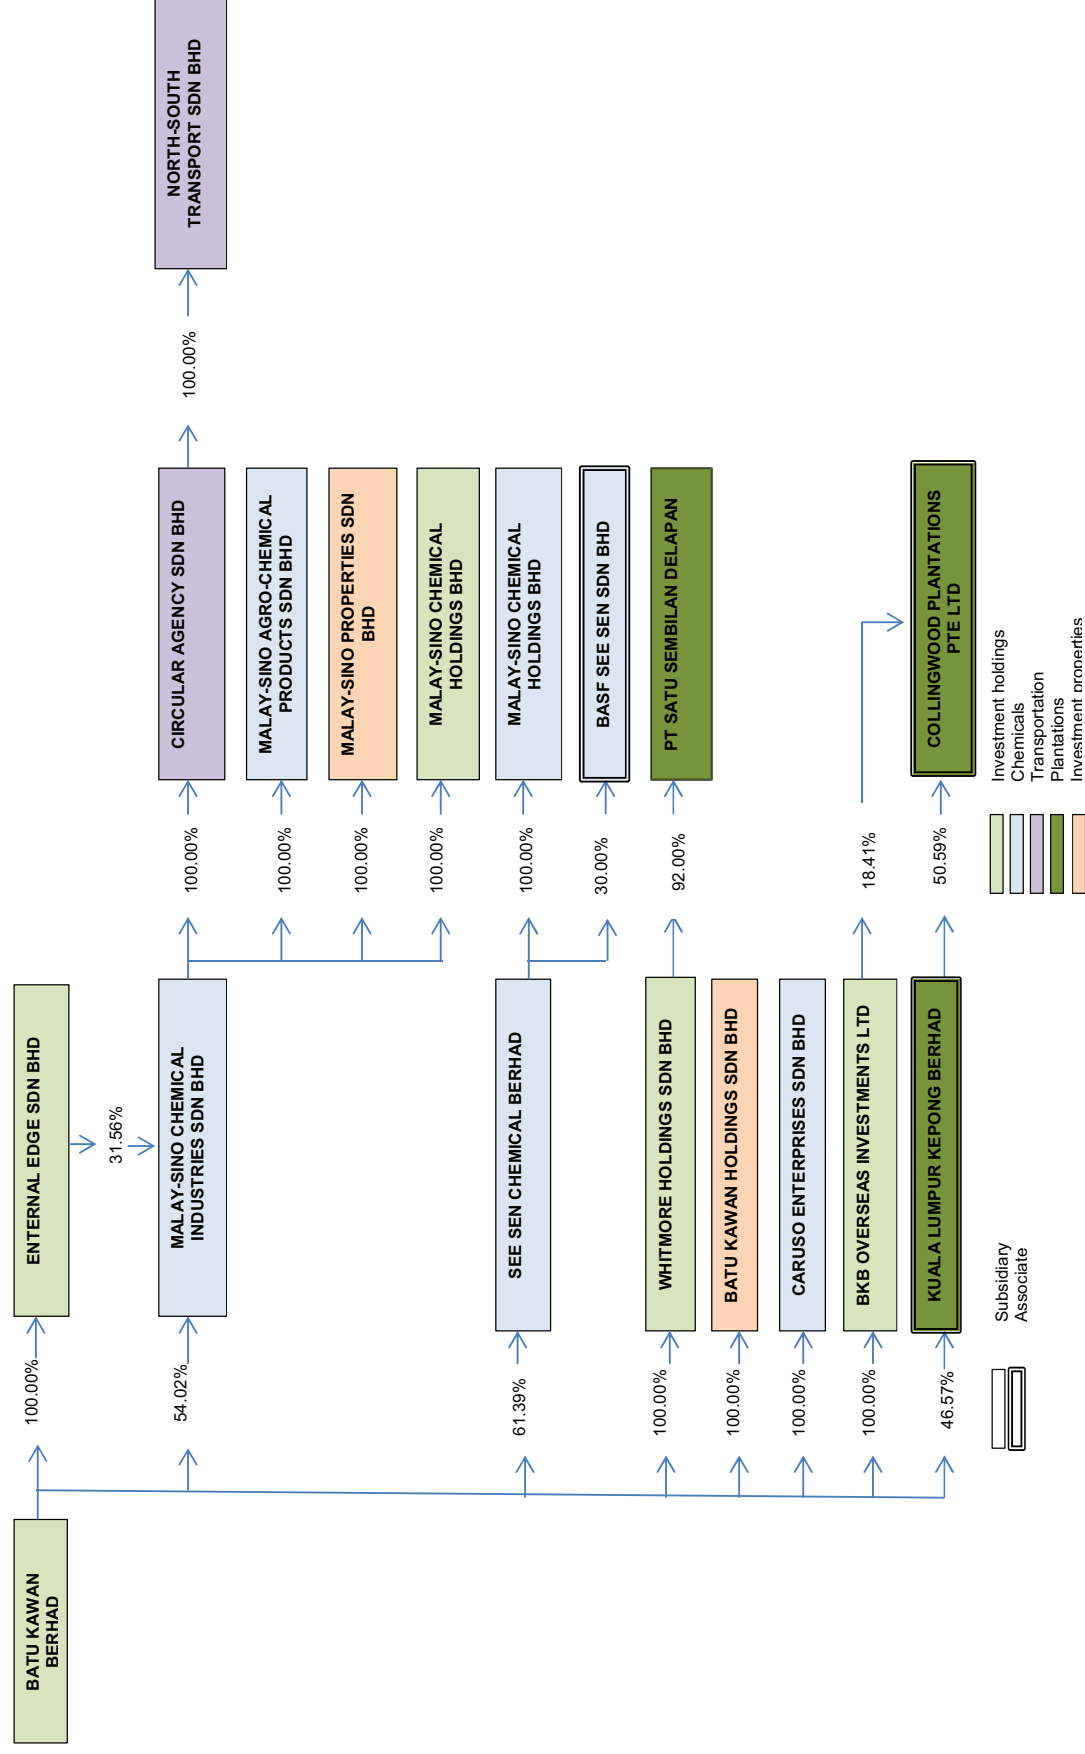 BATU KAWAN
BERHAD
100.00%
ENTERNAL EDGE SDN BHD
31.56%
54.02%
MALAY-SINO CHEMICAL
INDUSTRIES SDN BHD
100.00%
CIRCULAR AGENCY SDN BHD
100.00%
NORTH-SOUTH
TRANSPORT SDN BHD
100.00%
MALAY-SINO AGRO-CHEMICAL
PRODUCTS SDN BHD
100.00%
MALAY-SINO PROPERTIES SDN
BHD
100.00%
MALAY-SINO CHEMICAL
HOLDINGS BHD
61.39%
SEE SEN CHEMICAL BERHAD
100.00%
MALAY-SINO CHEMICAL
HOLDINGS BHD
30.00%
BASF SEE SEN SDN BHD
100.00%
WHITMORE HOLDINGS SDN BHD
92.00%
PT SATU SEMBILAN DELAPAN
100.00%
BATU KAWAN HOLDINGS SDN BHD
100.00%
CARUSO ENTERPRISES SDN BHD
100.00%
BKB OVERSEAS INVESTMENTS LTD
18.41%
46.57%
KUALA LUMPUR KEPONG BERHAD
50.59%
COLLINGWOOD PLANTATIONS
PTE LTD
Subsidiary
Associate
Investment holdings
Chemicals
Transportation
Plantations
Investment properties